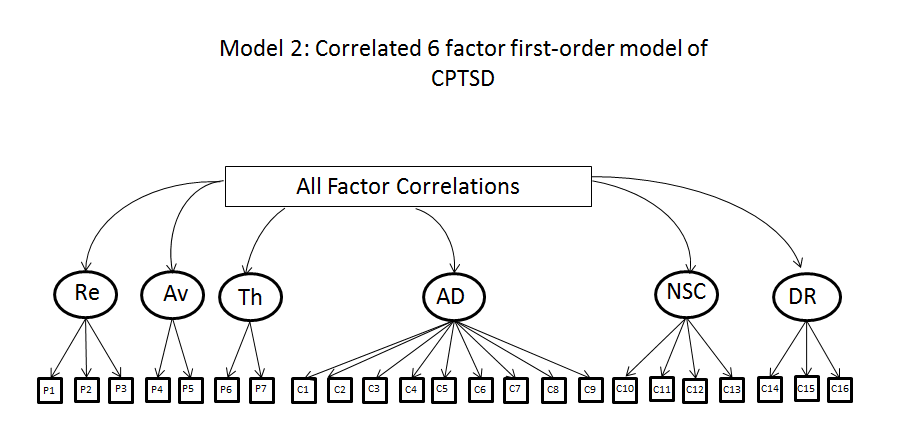 Model 2: Correlated 6 factor first-order model of
CPTSD
All Factor Correlations
Re Av Th AD NSC DR
P1 P2 P3 P4 P5 P6 P7 C1 C2 C3 C4 C5 C6 C7 C8 C9 C10 C11 C12 C13 C14 C15 C16